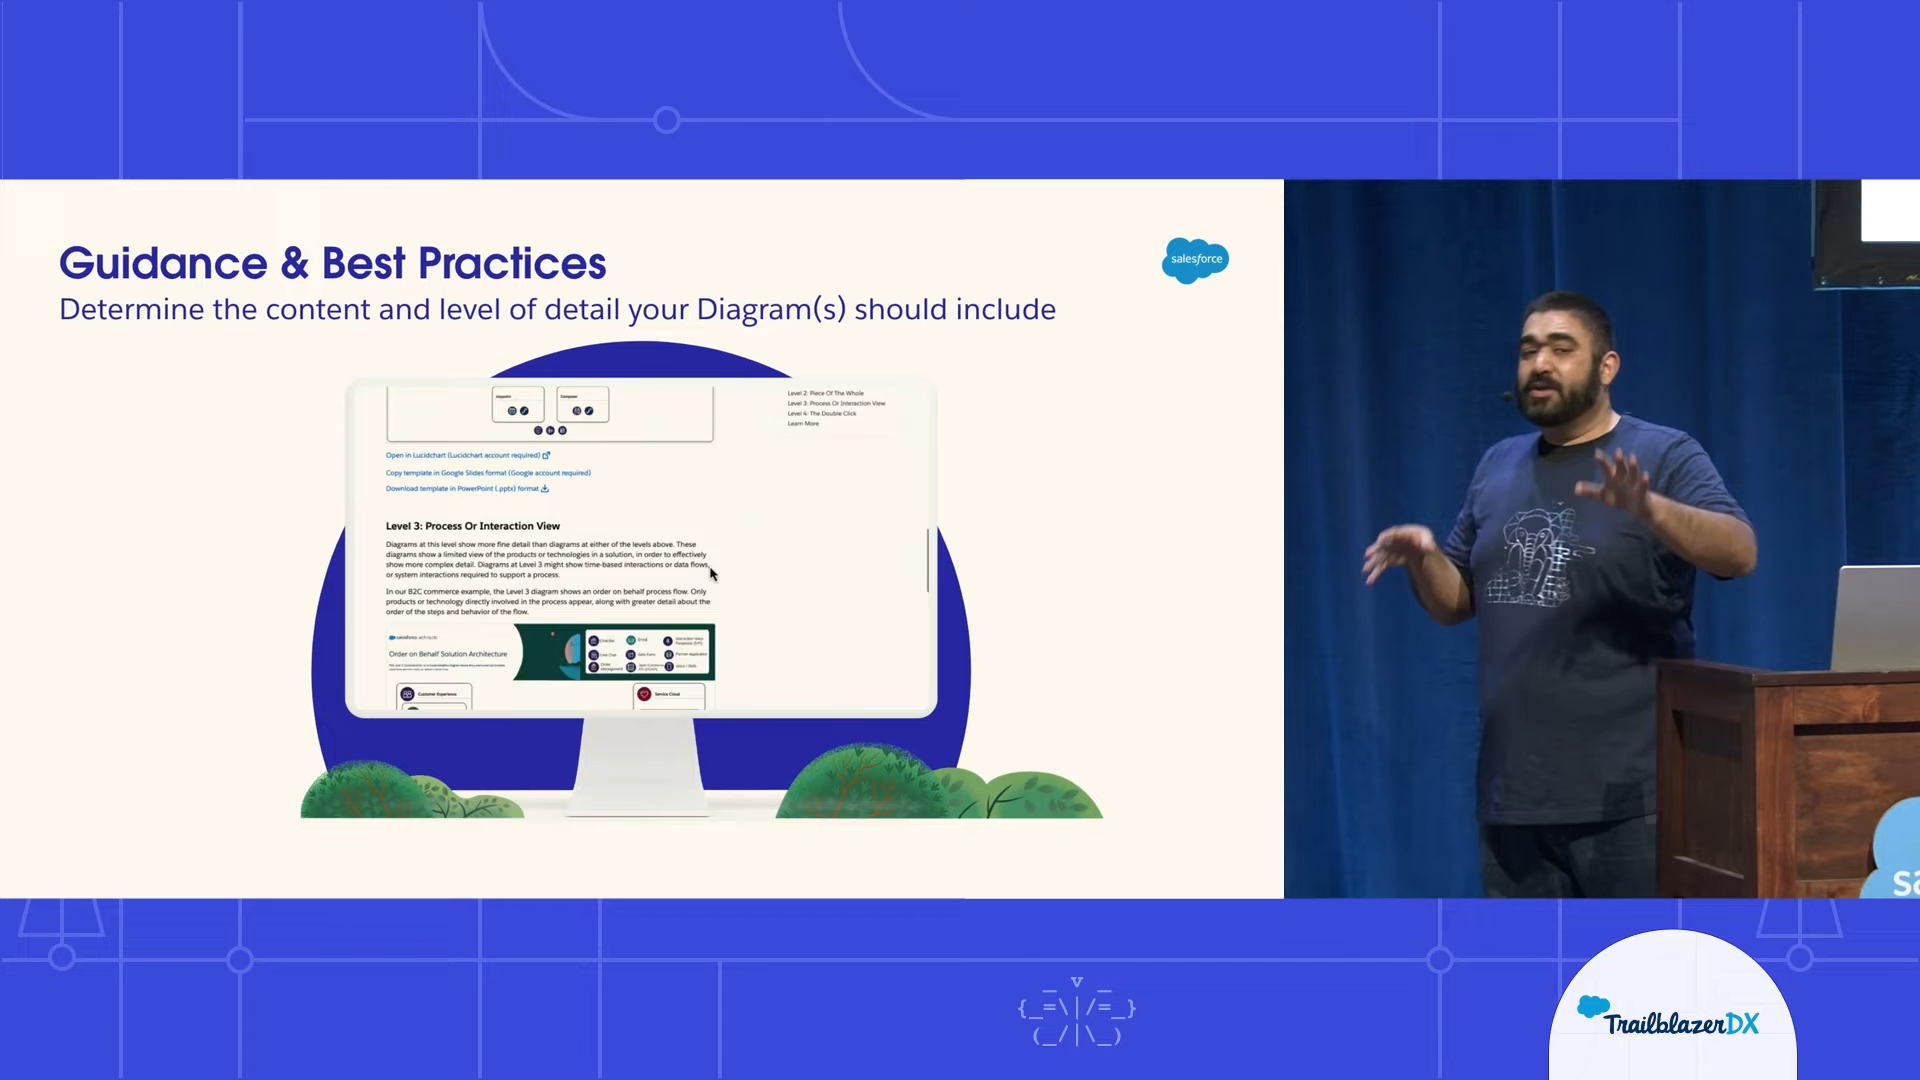 Guidance & Best Practices
Determine the content and level of detail your Diagram(s) should include
salesforce
Level 2: Piece Of The Whole
Level 3: Process Or Interaction View
Level 4: The Double Click
Learn More
Open in Lucidchart (Lucidchart account required)
Copy template in Google Slides format (Google account required)
Download template in PowerPoint (.pptx) format
Level 3: Process Or Interaction View
Diagrams at this level show more fine detail than diagrams at either of the levels above. These
diagrams show a limited view of the products or technologies in a solution, in order to effectively
show more complex detail. Diagrams at Level 3 might show time-based interactions or data flows,
or system interactions required to support a process.
In our B2C commerce example, the Level 3 diagram shows an order on behalf process flow. Only
products or technology directly involved in the process appear, along with greater detail about the
order of the steps and behavior of the flow.
salesforce architects
Order on Behalf Solution Architecture
Customer Experience
Service Cloud
sa
{_=\|/=_}
(_/|\_)
TrailblazerDX